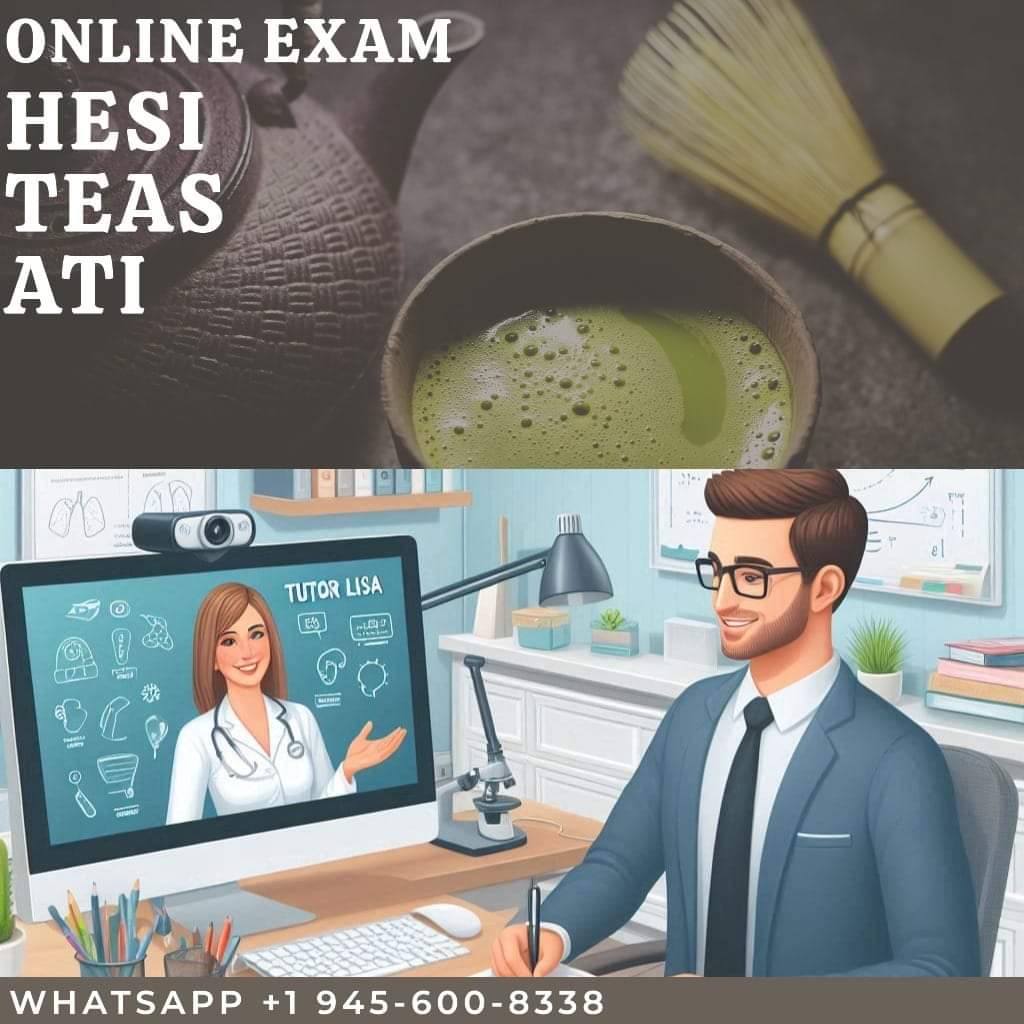 ONLINE EXAM
HESI
TEAS
ATI
TUTOR LISA
WHATSAPP +1 945-600-8338